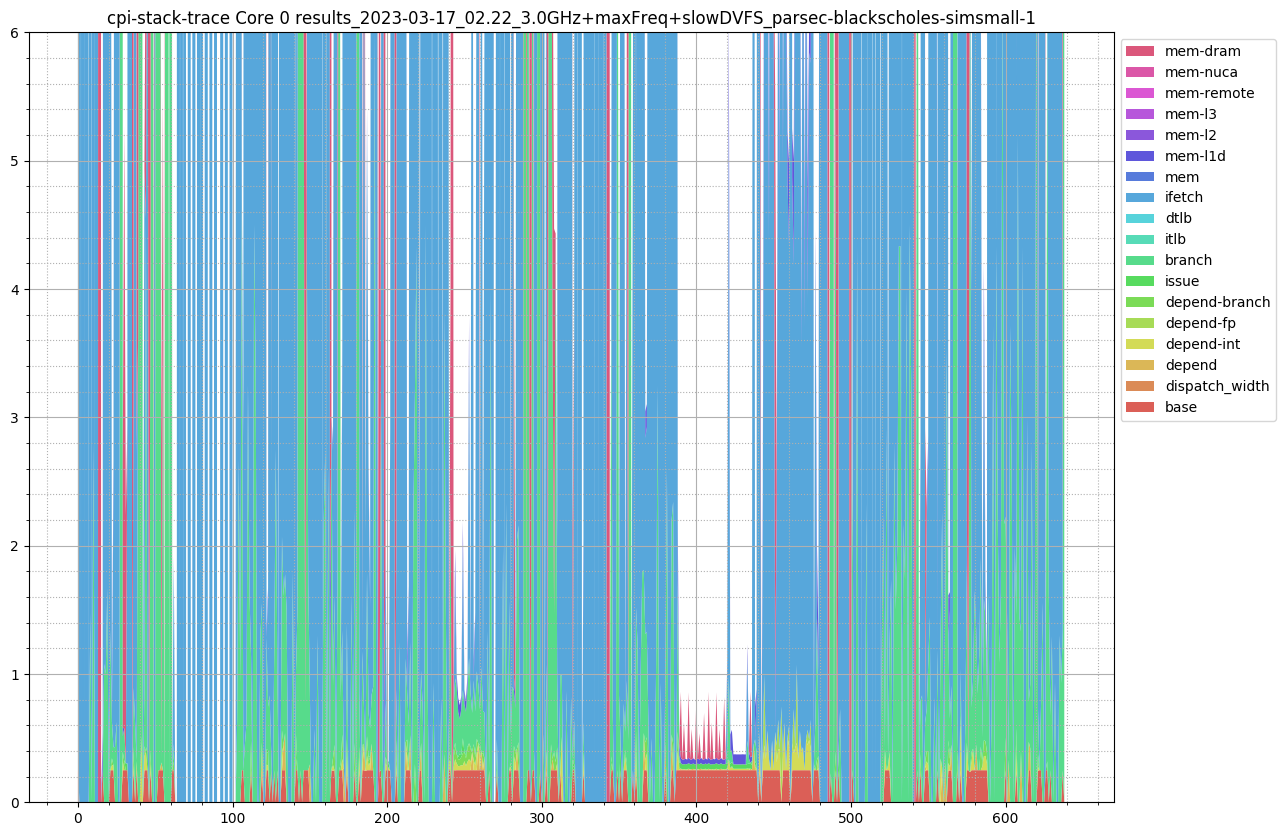 cpi-stack-trace Core 0 results_2023-03-17_02.22_3.0GHz+maxFreq+slowDVFS_parsec-blackscholes-simsmall-1
6
5
4
3
2
1
0
0 100 200 300 400 500 600
mem-dram
mem-nuca
mem-remote
mem-l3
mem-l2
mem-l1d
mem
ifetch
dtlb
itlb
branch
issue
depend-branch
depend-fp
depend-int
depend
dispatch_width
base